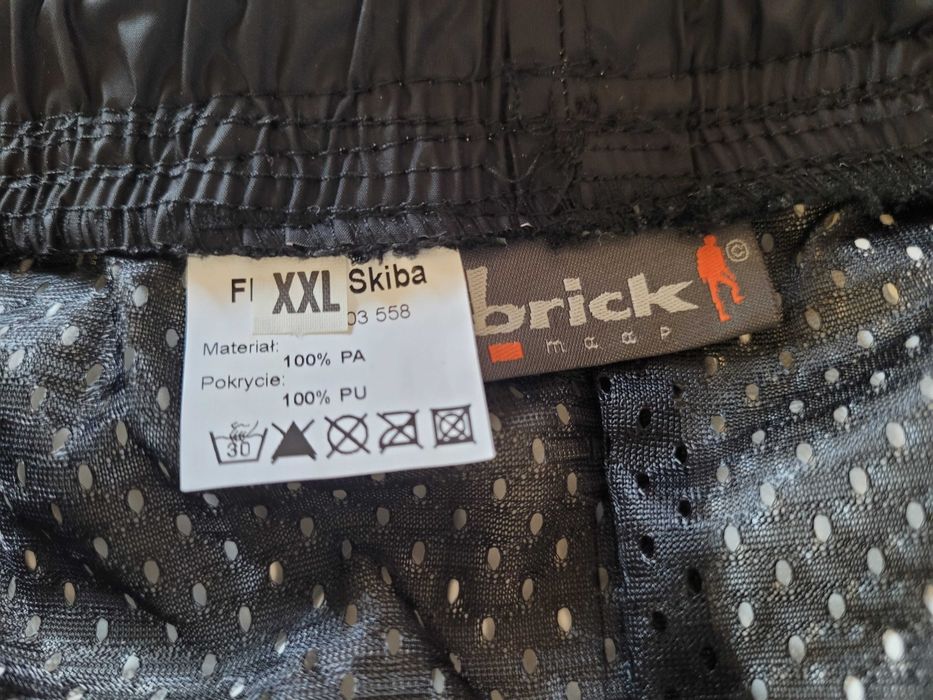 XXL
Skiba
03 558
Materiał:
100% PA
Pokrycie:
100% PU
30
brick
maap
©